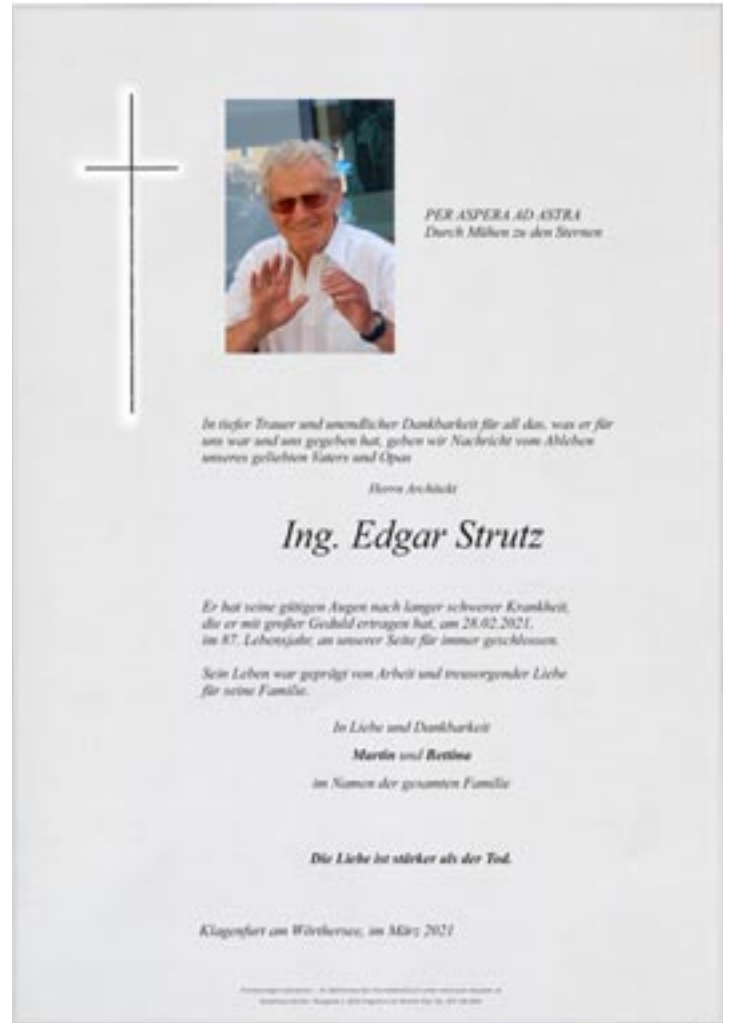 PER ASPERA AD ASTRA
Durch Mühen zu den Sternen
In tiefer Trauer und unendlicher Dankbarkeit für all das, was er für
uns war und uns gegeben hat, geben wir Nachricht vom Ableben
unseres geliebten Vaters und Opas
Herrn Architekt
Ing. Edgar Strutz
Er hat seine gütigen Augen nach langer schwerer Krankheit,
die er mit großer Geduld ertragen hat, am 28.02.2021,
im 87. Lebensjahr, an unserer Seite für immer geschlossen.
Sein Leben war geprägt von Arbeit und treusorgender Liebe
für seine Familie.
In Liebe und Dankbarkeit
Martin und Bettina
im Namen der gesamten Familie
Die Liebe ist stärker als der Tod.
Klagenfurt am Wörthersee, im März 2021